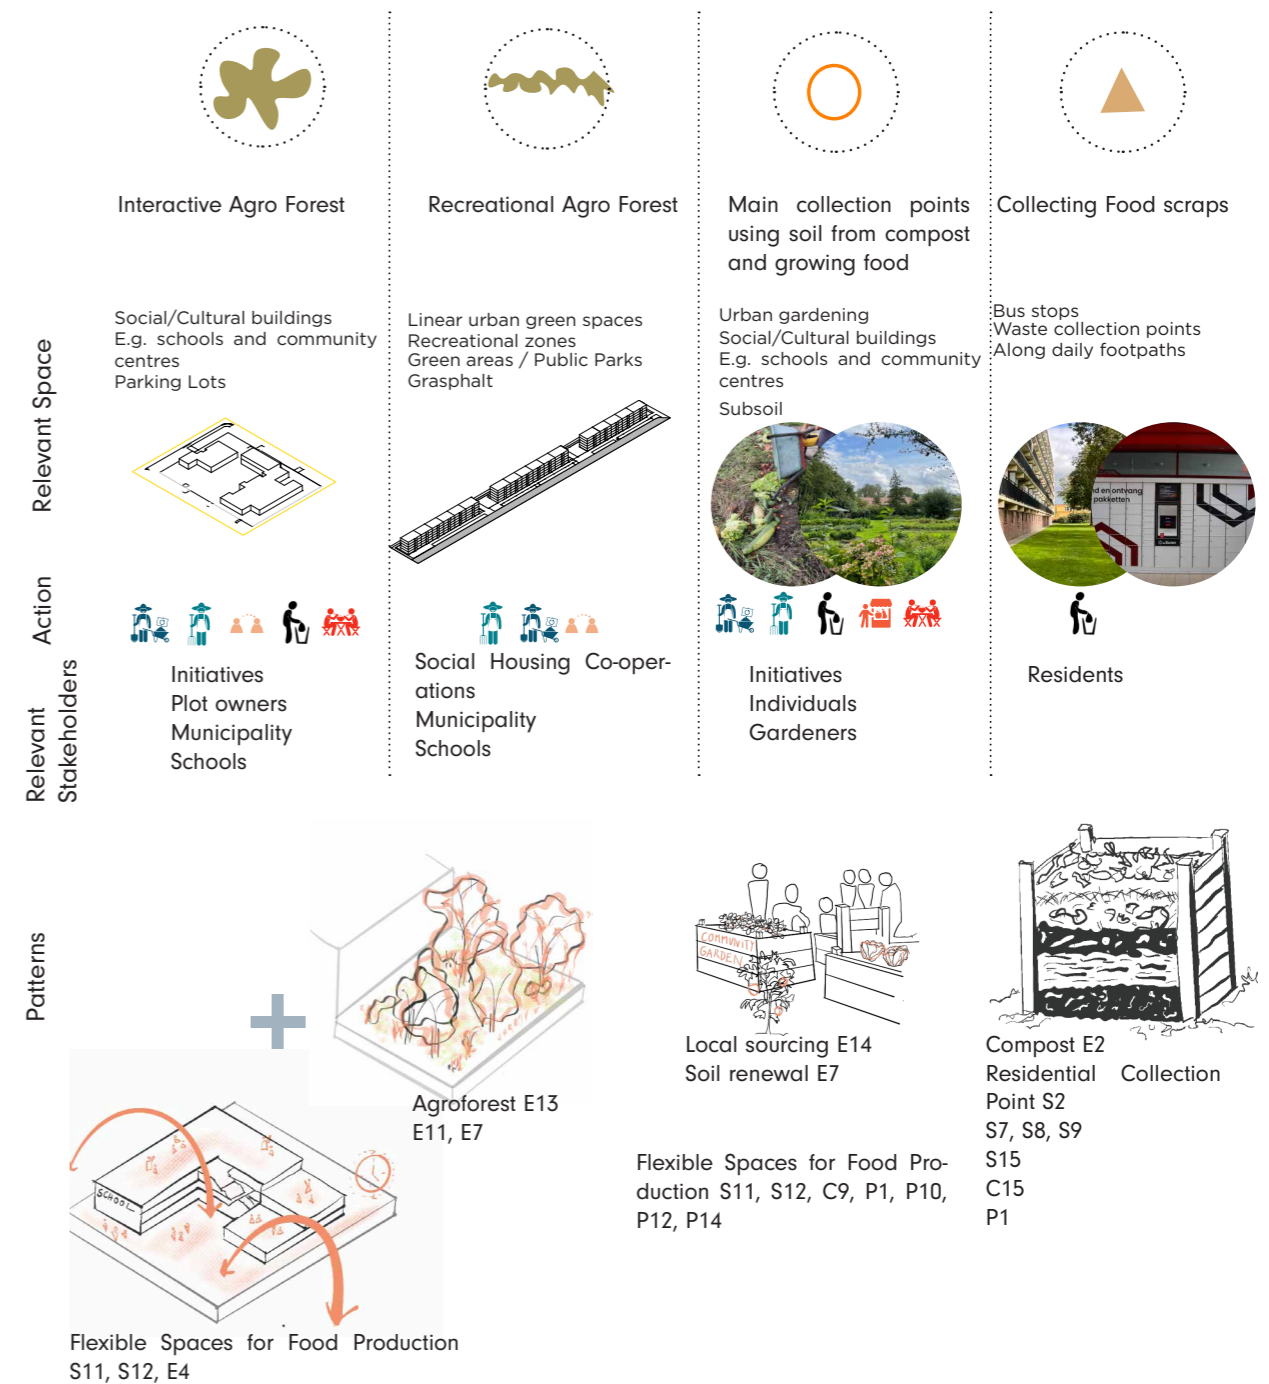 Interactive Agro Forest
Recreational Agro Forest
Main collection points
using soil from compost
and growing food
Collecting Food scraps
Relevant Space
Social/Cultural buildings
E.g. schools and community
centres
Parking Lots
Linear urban green spaces
Recreational zones
Green areas / Public Parks
Grasphalt
Urban gardening
Social/Cultural buildings
E.g. schools and community
centres
Subsoil
Bus stops
Waste collection points
Along daily footpaths
nd en ontvang
pakketten
Action
Relevant
Stakeholders
Initiatives
Plot owners
Municipality
Schools
Social Housing Co-oper-
ations
Municipality
Schools
Initiatives
Individuals
Gardeners
Residents
Patterns
SCHOOL
Flexible Spaces for Food Production
S11, S12, E4
Agroforest E13
E11, E7
COMMUNITY
GARDEN
Local sourcing E14
Soil renewal E7
Flexible Spaces for Food Pro-
duction S11, S12, C9, P1, P10,
P12, P14
Compost E2
Residential Collection
Point S2
S7, S8, S9
S15
C15
P1